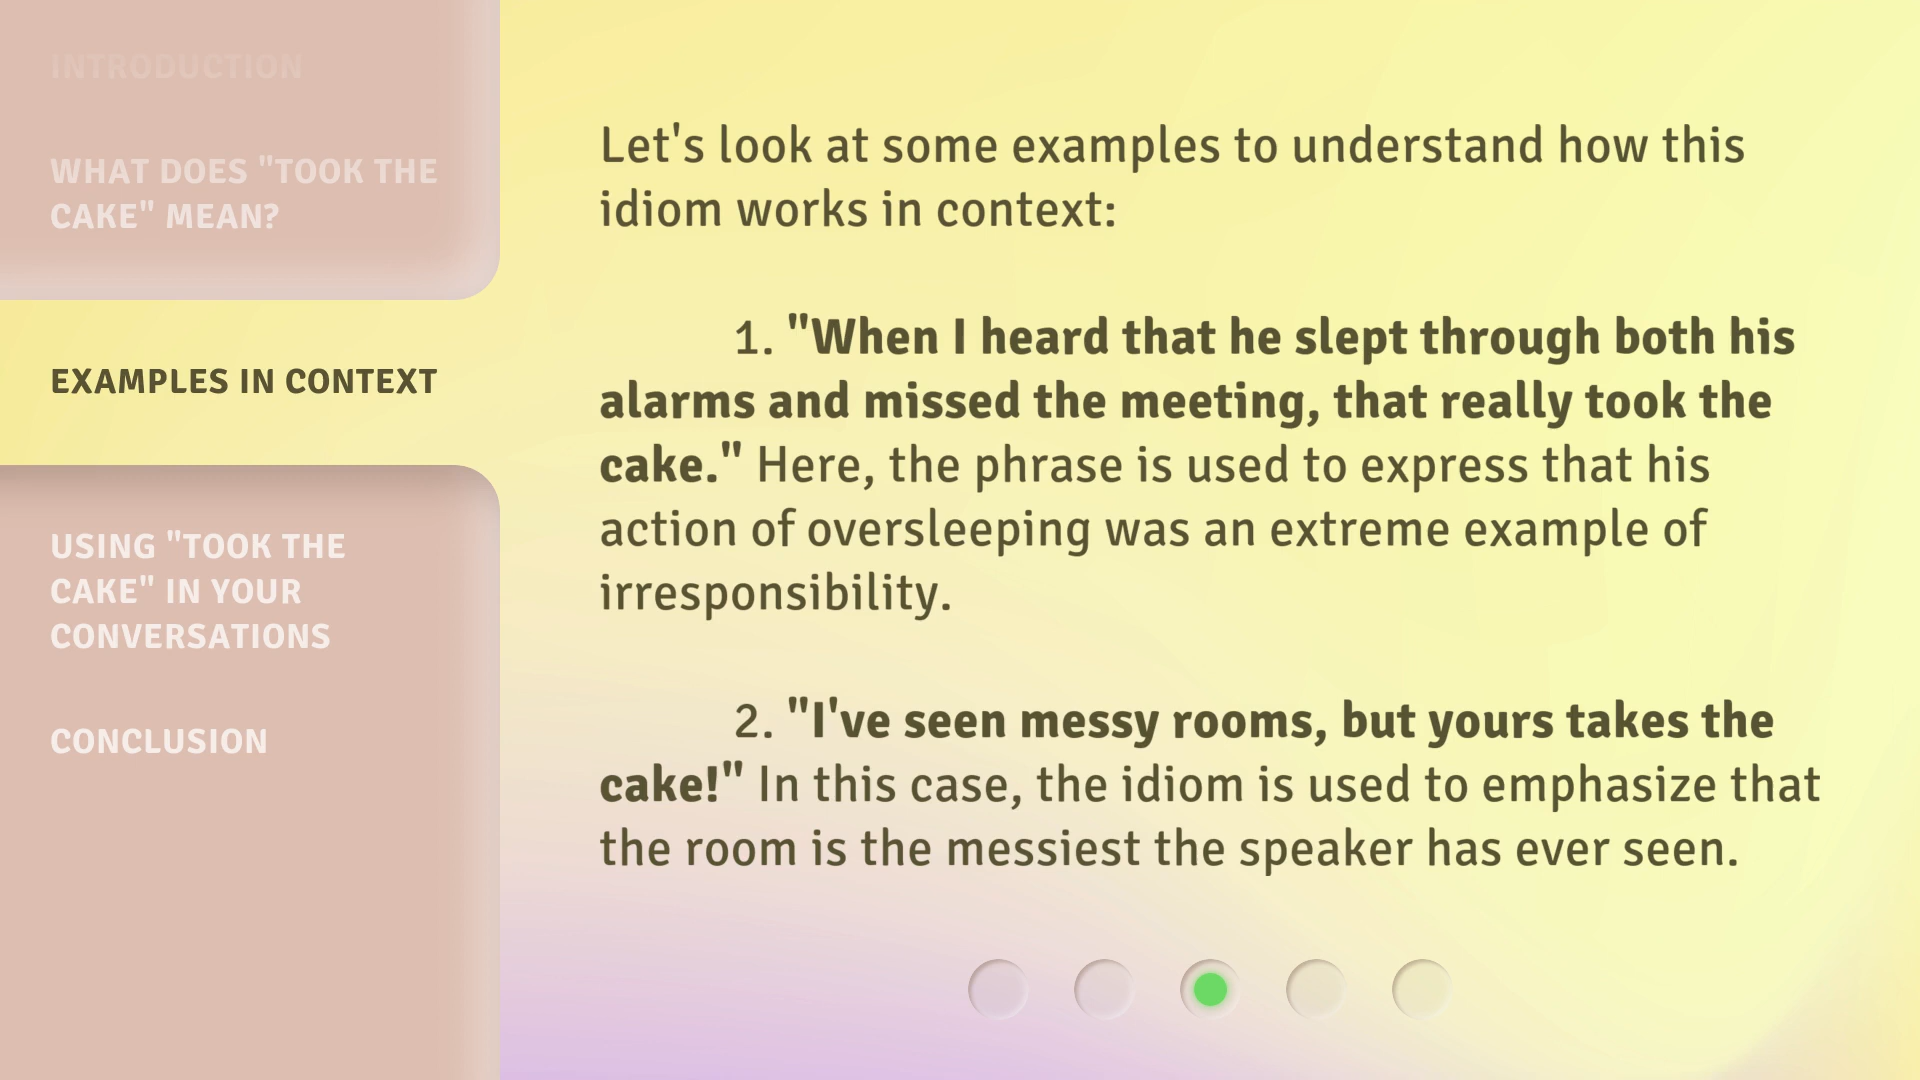 INTRODUCTION
WHAT DOES "TOOK THE
CAKE" MEAN?
EXAMPLES IN CONTEXT
USING "TOOK THE
CAKE" IN YOUR
CONVERSATIONS
CONCLUSION
Let's look at some examples to understand how this
idiom works in context:
1. "When I heard that he slept through both his
alarms and missed the meeting, that really took the
cake." Here, the phrase is used to express that his
action of oversleeping was an extreme example of
irresponsibility.
2. "I've seen messy rooms, but yours takes the
cake!" In this case, the idiom is used to emphasize that
the room is the messiest the speaker has ever seen.